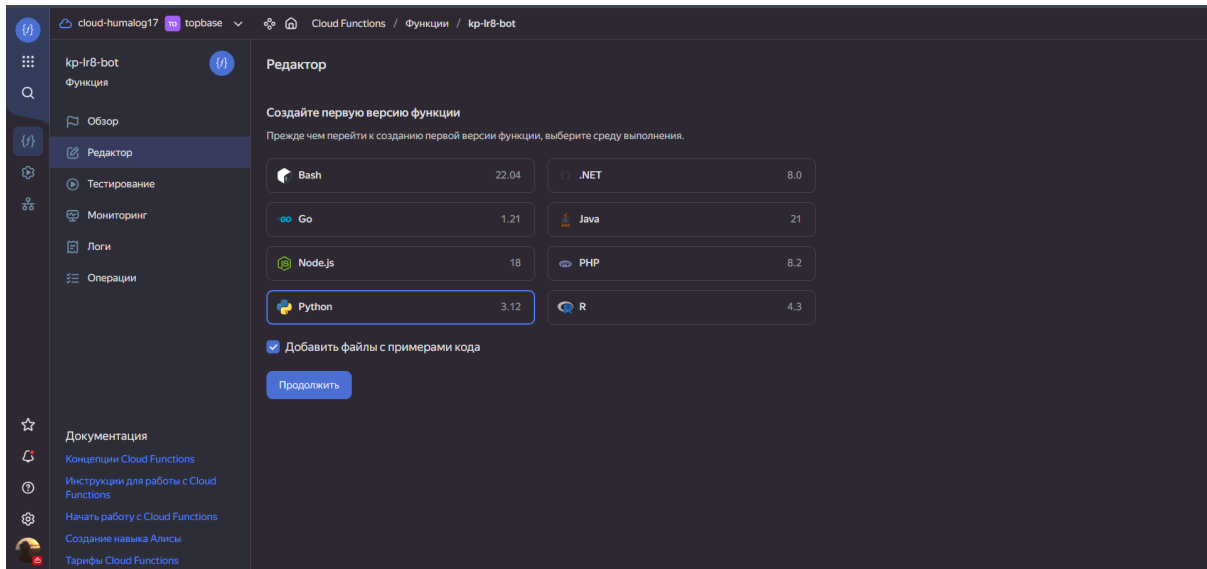 cloud-humalog17 то topbase
Cloud Functions / Функции / kp-lr8-bot
kp-lr8-bot
Функция
Обзор
Редактор
Тестирование
Мониторинг
Логи
Операции
Документация
Концепции Cloud Functions
Инструкции для работы с Cloud
Functions
Начать работу с Cloud Functions
Создание навыка Алисы
Тарифы Cloud Functions
Редактор
Создайте первую версию функции
Прежде чем перейти к созданию первой версии функции, выберите среду выполнения.
Bash 22.04
.NET 8.0
Go 1.21
Java 21
Node.js 18
PHP 8.2
Python 3.12
R 4.3
Добавить файлы с примерами кода
Продолжить